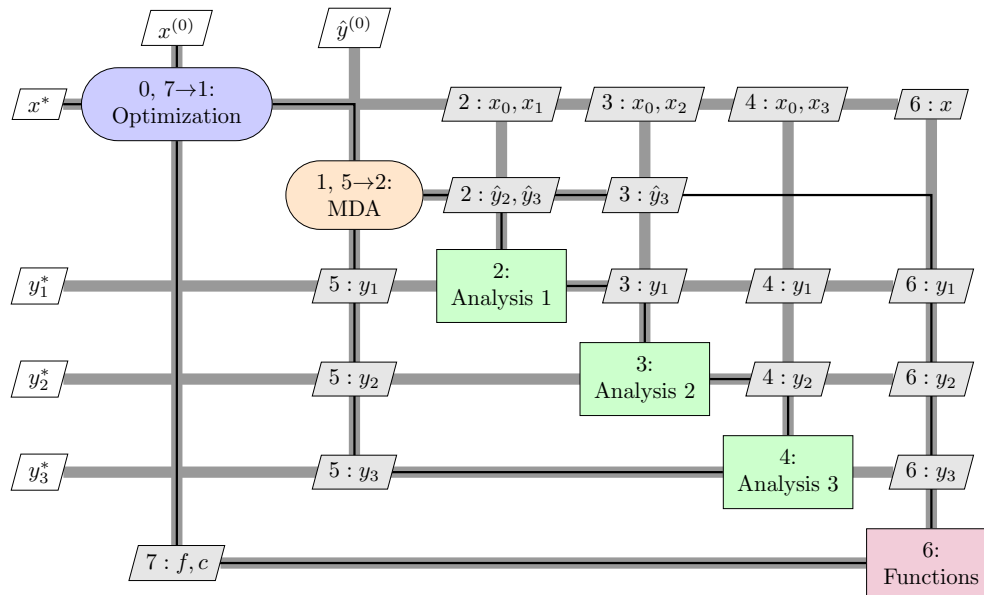 x^{(0)}
ŷ^{(0)}
x*
0, 7→1:
Optimization
2 : x_0, x_1
3 : x_0, x_2
4 : x_0, x_3
6 : x
1, 5→2:
MDA
2 : ŷ_2, ŷ_3
3 : ŷ_3
y_1^*
5 : y_1
2:
Analysis 1
3 : y_1
4 : y_1
6 : y_1
y_2^*
5 : y_2
3:
Analysis 2
4 : y_2
6 : y_2
y_3^*
5 : y_3
4:
Analysis 3
6 : y_3
7 : f, c
6:
Functions